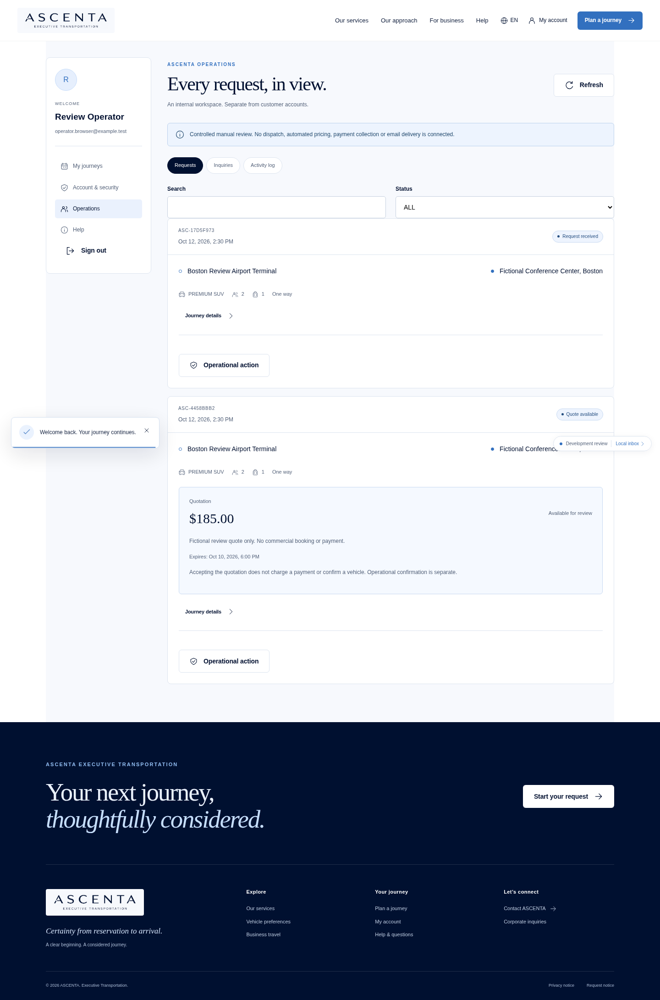 ASCENTA
EXECUTIVE TRANSPORTATION
Our services
Our approach
For business
Help
EN
My account
Plan a journey
R
WELCOME
Review Operator
operator.browser@example.test
My journeys
Account & security
Operations
Help
Sign out
ASCENTA OPERATIONS
Every request, in view.
An internal workspace. Separate from customer accounts.
Refresh
Controlled manual review. No dispatch, automated pricing, payment collection or email delivery is connected.
Requests
Inquiries
Activity log
Search
Status
ALL
ASC-17D5F973
Oct 12, 2026, 2:30 PM
Request received
Boston Review Airport Terminal
Fictional Conference Center, Boston
PREMIUM SUV
2
1
One way
Journey details
Operational action
ASC-4458BBB2
Oct 12, 2026, 2:30 PM
Quote available
Welcome back. Your journey continues.
Boston Review Airport Terminal
Fictional Conference
Development review
Local inbox
PREMIUM SUV
2
1
One way
Quotation
$185.00
Available for review
Fictional review quote only. No commercial booking or payment.
Expires: Oct 10, 2026, 6:00 PM
Accepting the quotation does not charge a payment or confirm a vehicle. Operational confirmation is separate.
Journey details
Operational action
ASCENTA EXECUTIVE TRANSPORTATION
Your next journey,
thoughtfully considered.
Start your request
ASCENTA
EXECUTIVE TRANSPORTATION
Certainty from reservation to arrival.
A clear beginning. A considered journey.
Explore
Our services
Vehicle preferences
Business travel
Your journey
Plan a journey
My account
Help & questions
Let's connect
Contact ASCENTA
Corporate inquiries
© 2026 ASCENTA. Executive Transportation.
Privacy notice
Request notice